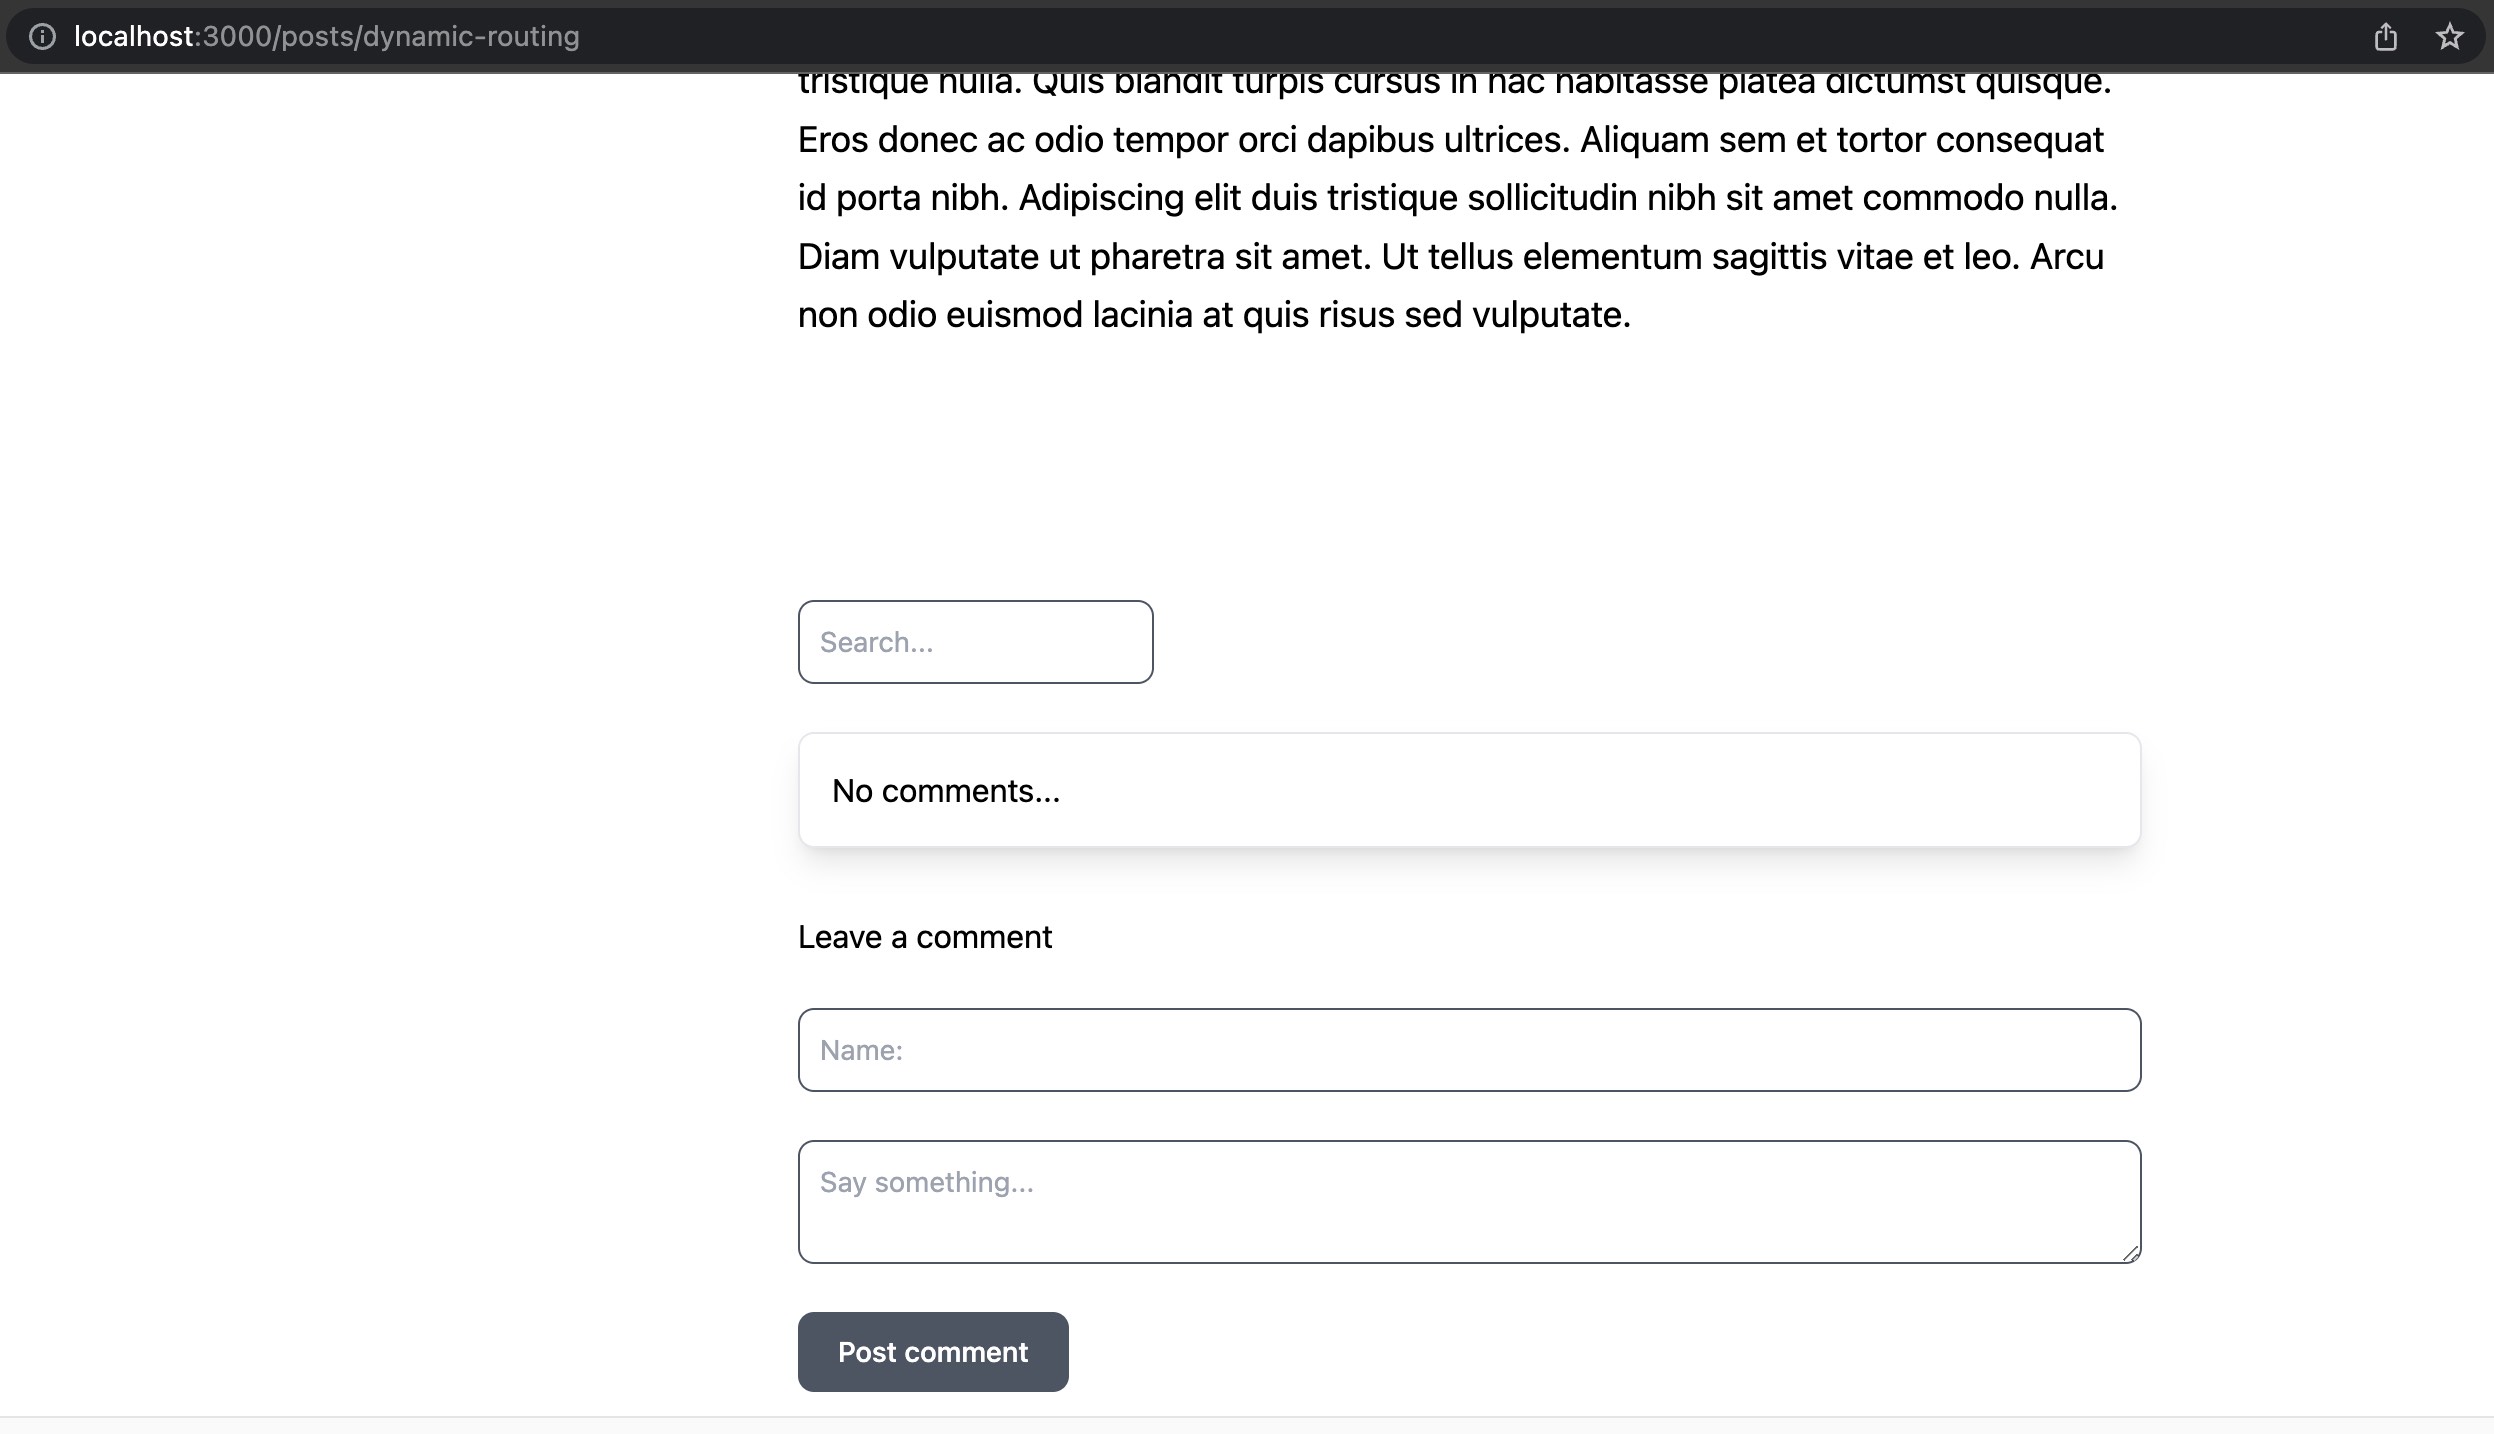 localhost:3000/posts/dynamic-routing
tristique nulla. Quis blandit turpis cursus in hac habitasse platea dictumst quisque.
Eros donec ac odio tempor orci dapibus ultrices. Aliquam sem et tortor consequat
id porta nibh. Adipiscing elit duis tristique sollicitudin nibh sit amet commodo nulla.
Diam vulputate ut pharetra sit amet. Ut tellus elementum sagittis vitae et leo. Arcu
non odio euismod lacinia at quis risus sed vulputate.
Search...
No comments...
Leave a comment
Name:
Say something...
Post comment